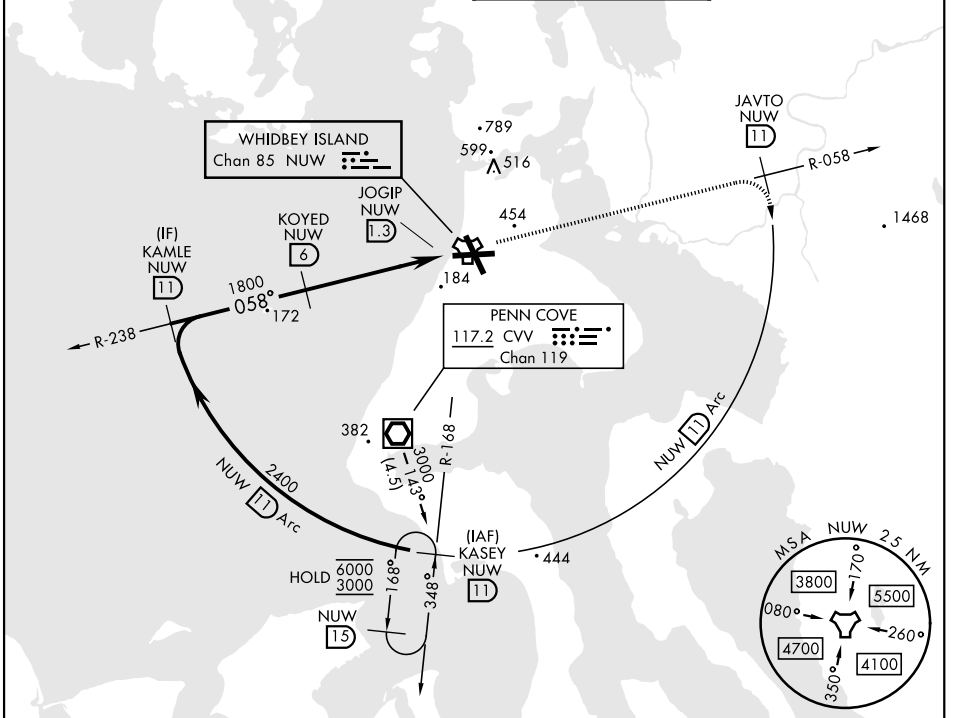 789
599
516
454
1468
184
172
382
444
WHIDBEY ISLAND
Chan 85 NUW
JAVTO
NUW
11
R-058
JOGIP
NUW
1.3
KOYED
NUW
6
(IF)
KAMLE
NUW
11
1800
058°
R-238
PENN COVE
117.2 CVV
Chan 119
R-168
3000
143°
(4.5)
2400
NUW 11 Arc
NUW 11 Arc
(IAF)
KASEY
NUW
11
HOLD 6000
3000
168°
348°
NUW
15
MSA NUW 25 NM
3800
170°
5500
080°
260°
4700
4100
350°